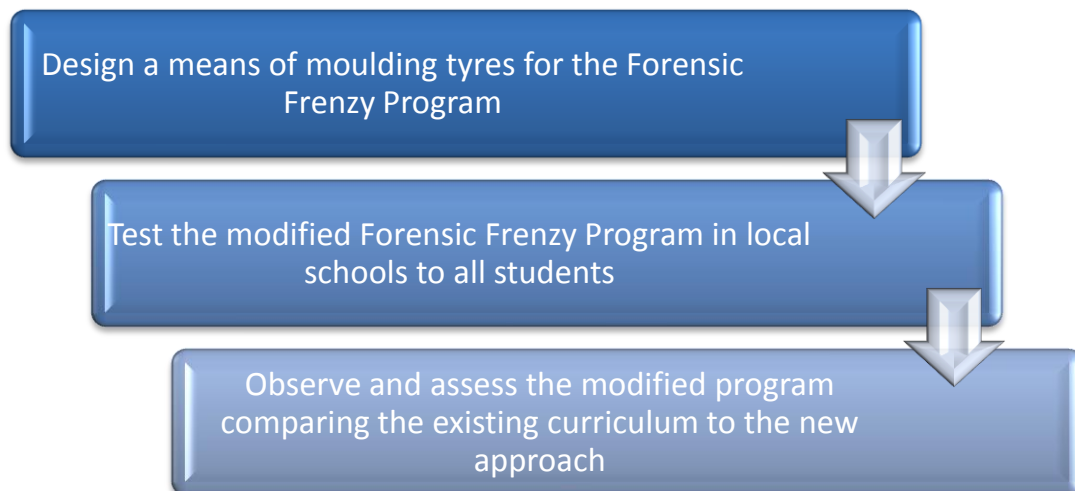 Design a means of moulding tyres for the Forensic
Frenzy Program
Test the modified Forensic Frenzy Program in local
schools to all students
Observe and assess the modified program
comparing the existing curriculum to the new
approach